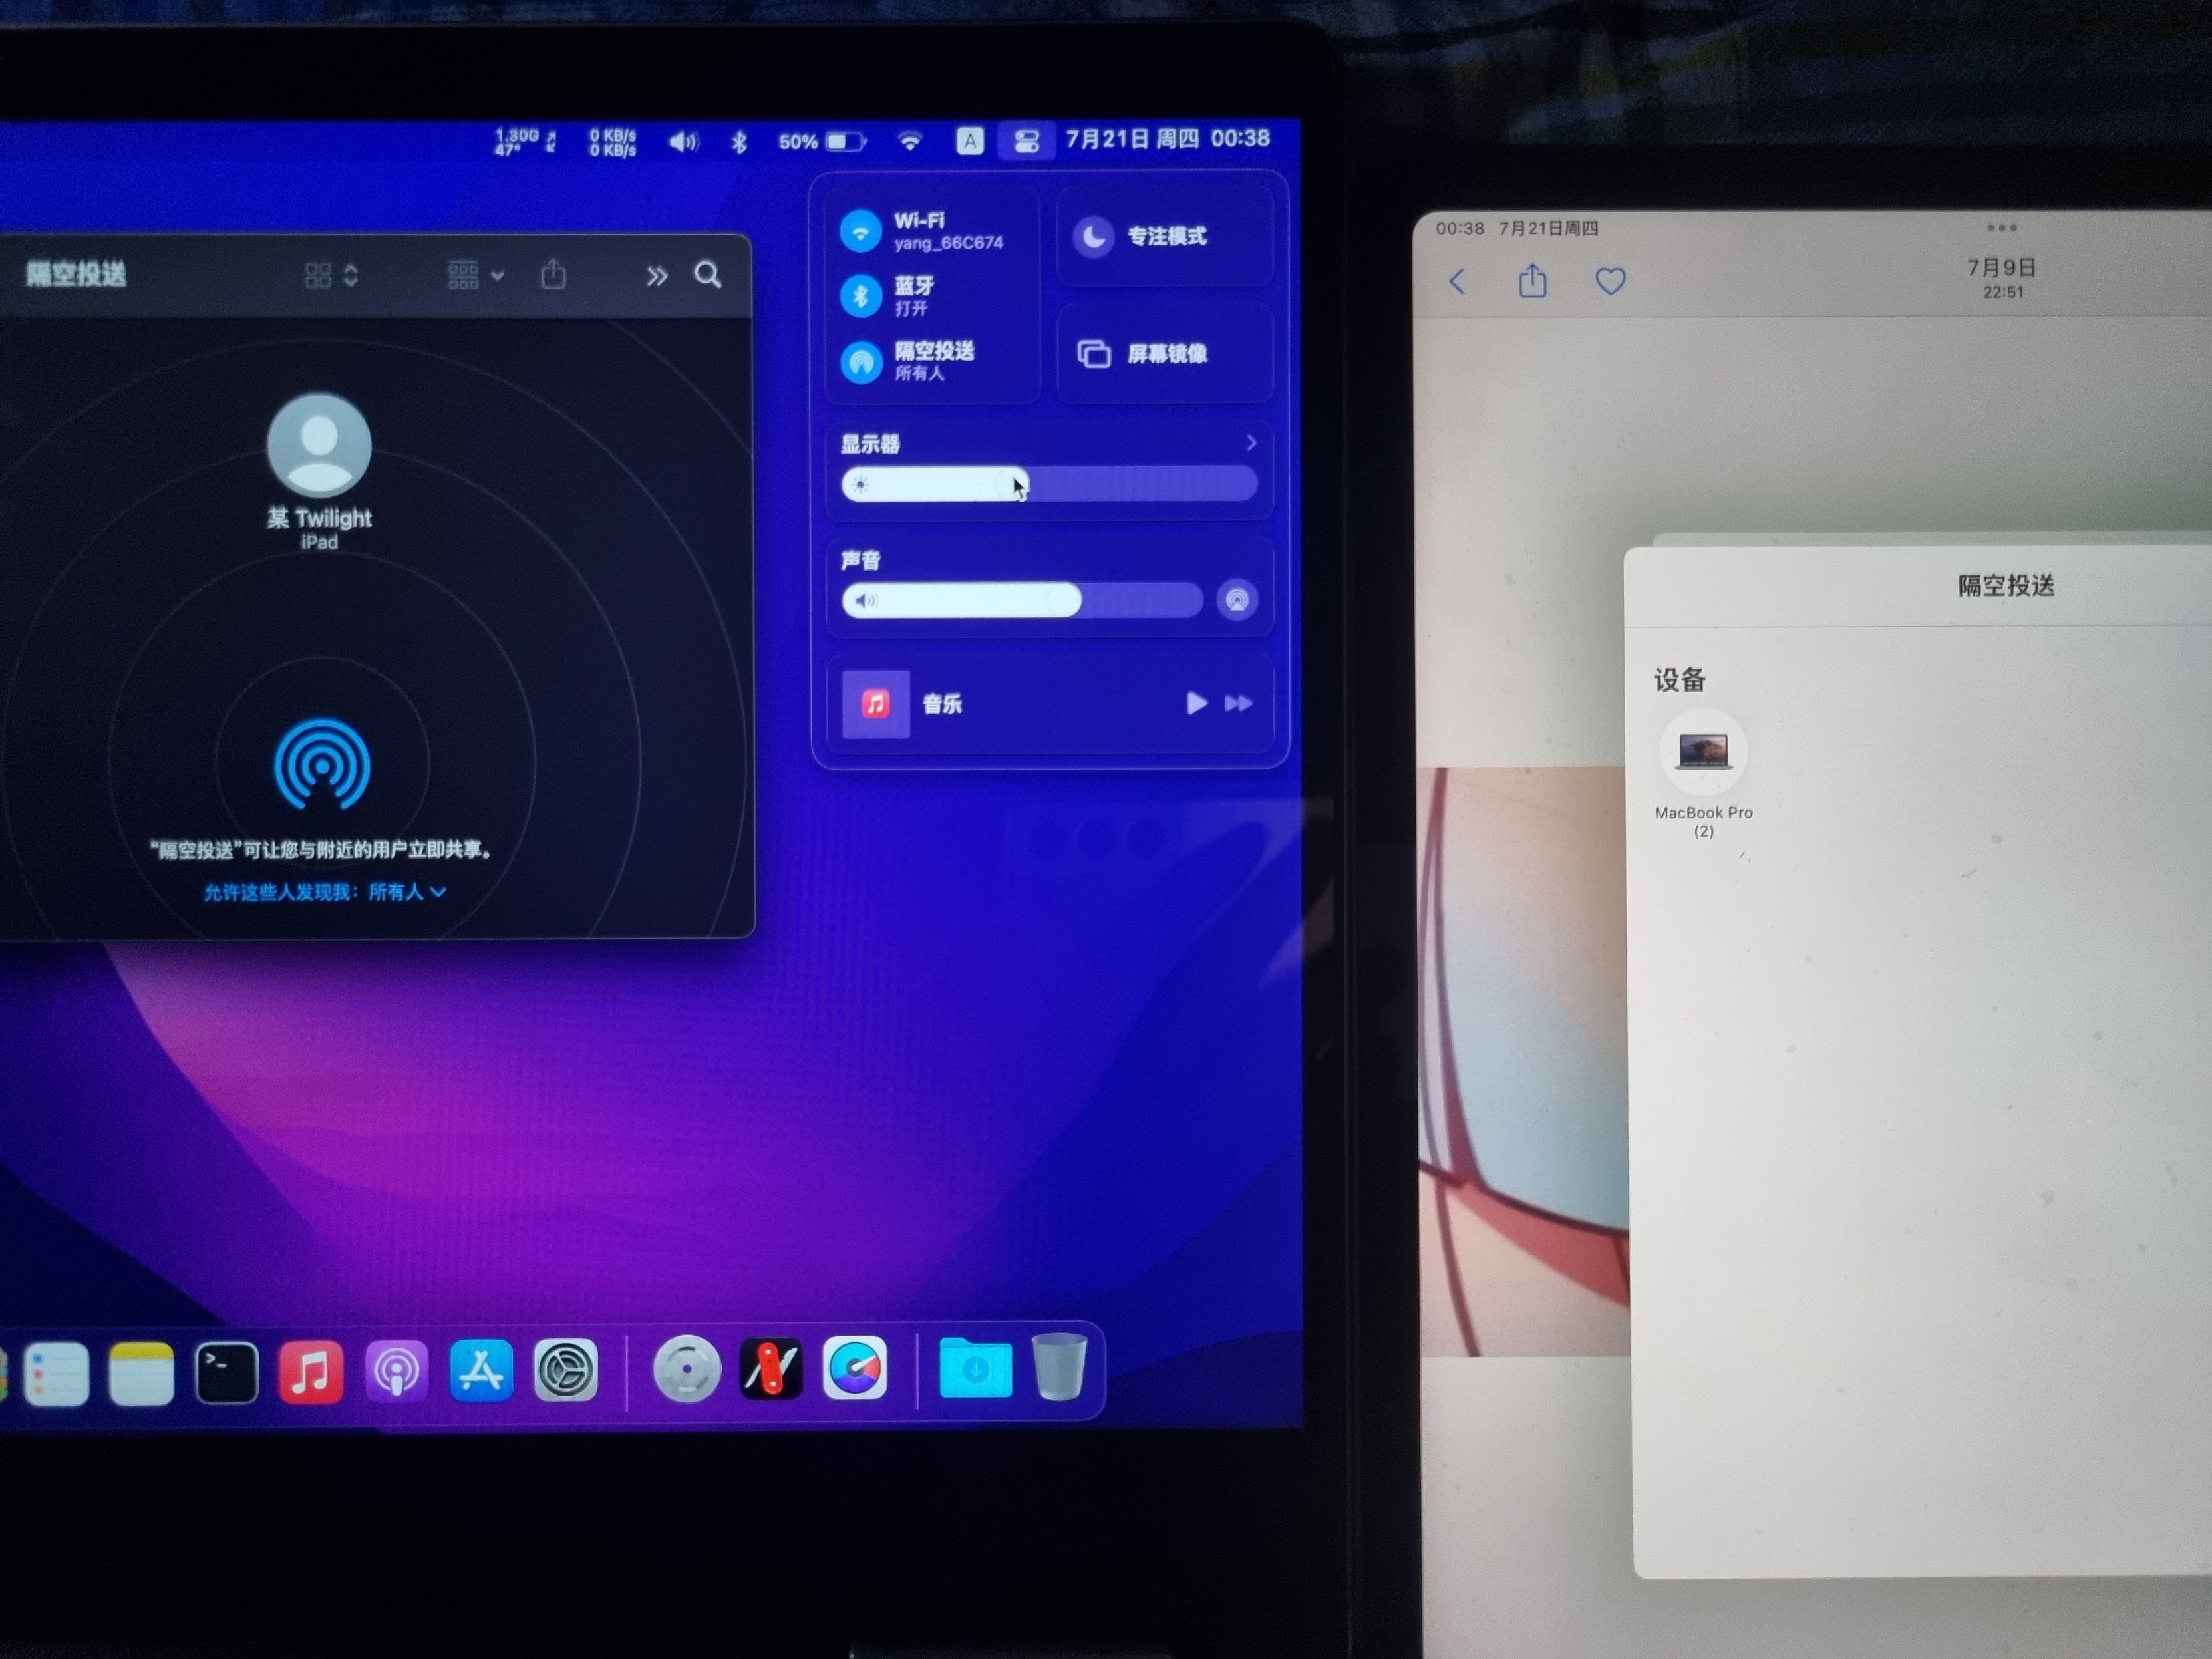 1.30G
47°
0 KB/s
0 KB/s
50%
A
7月21日 周四 00:38
隔空投送
某 Twilight
iPad
“隔空投送”可让您与附近的用户立即共享。
允许这些人发现我：所有人
Wi-Fi
yang_66C674
蓝牙
打开
隔空投送
所有人
专注模式
屏幕镜像
显示器
声音
音乐
00:38 7月21日周四
7月9日
22:51
隔空投送
设备
MacBook Pro
(2)